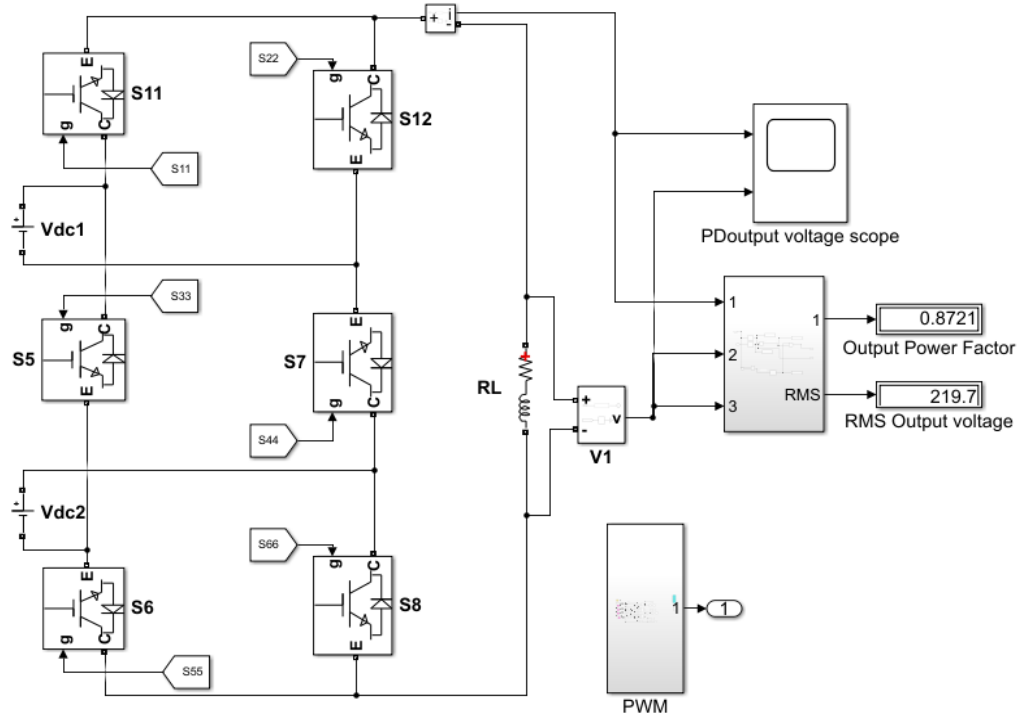 +
i
-
E
g
C
S11
S11
S22
g
C
E
S12
+
Vdc1
S33
g
C
E
S5
E
C
g
S7
S44
+
Vdc2
E
g
C
S6
S55
S66
g
C
E
S8
+
RL
+
-
v
V1
PDoutput voltage scope
1
2
3
1
RMS
0.8721
Output Power Factor
219.7
RMS Output voltage
1
1
PWM